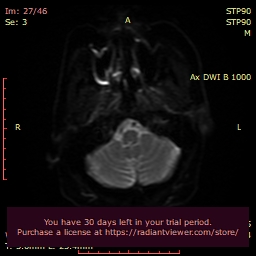 Im: 27/46
Se: 3
A
STP90
STP90
M
Ax DWI B 1000
R
L
You have 30 days left in your trial period.
Purchase a license at https://radiantviewer.com/store/